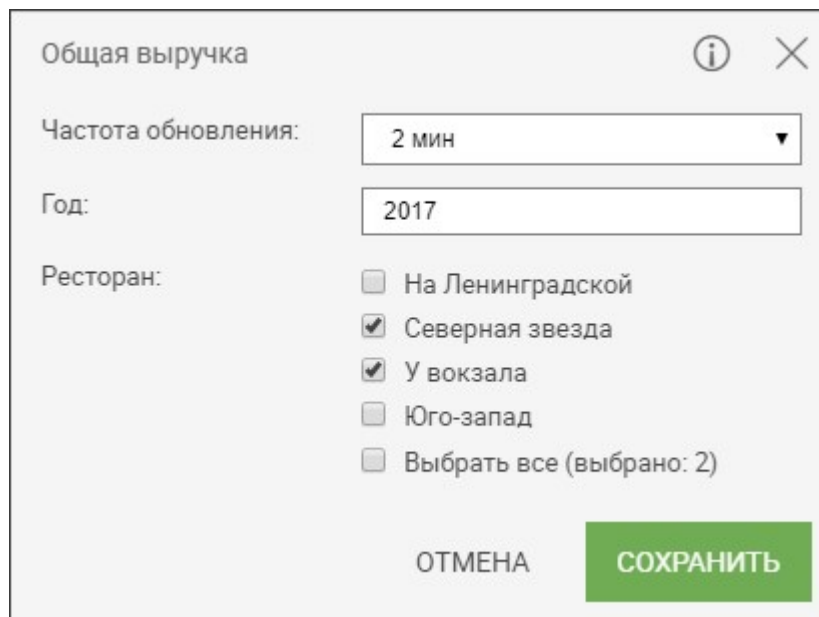 Общая выручка
Частота обновления: 2 мин
Год: 2017
Ресторан: На Ленинградской
Северная звезда
У вокзала
Юго-запад
Выбрать все (выбрано: 2)
ОТМЕНА СОХРАНИТЬ